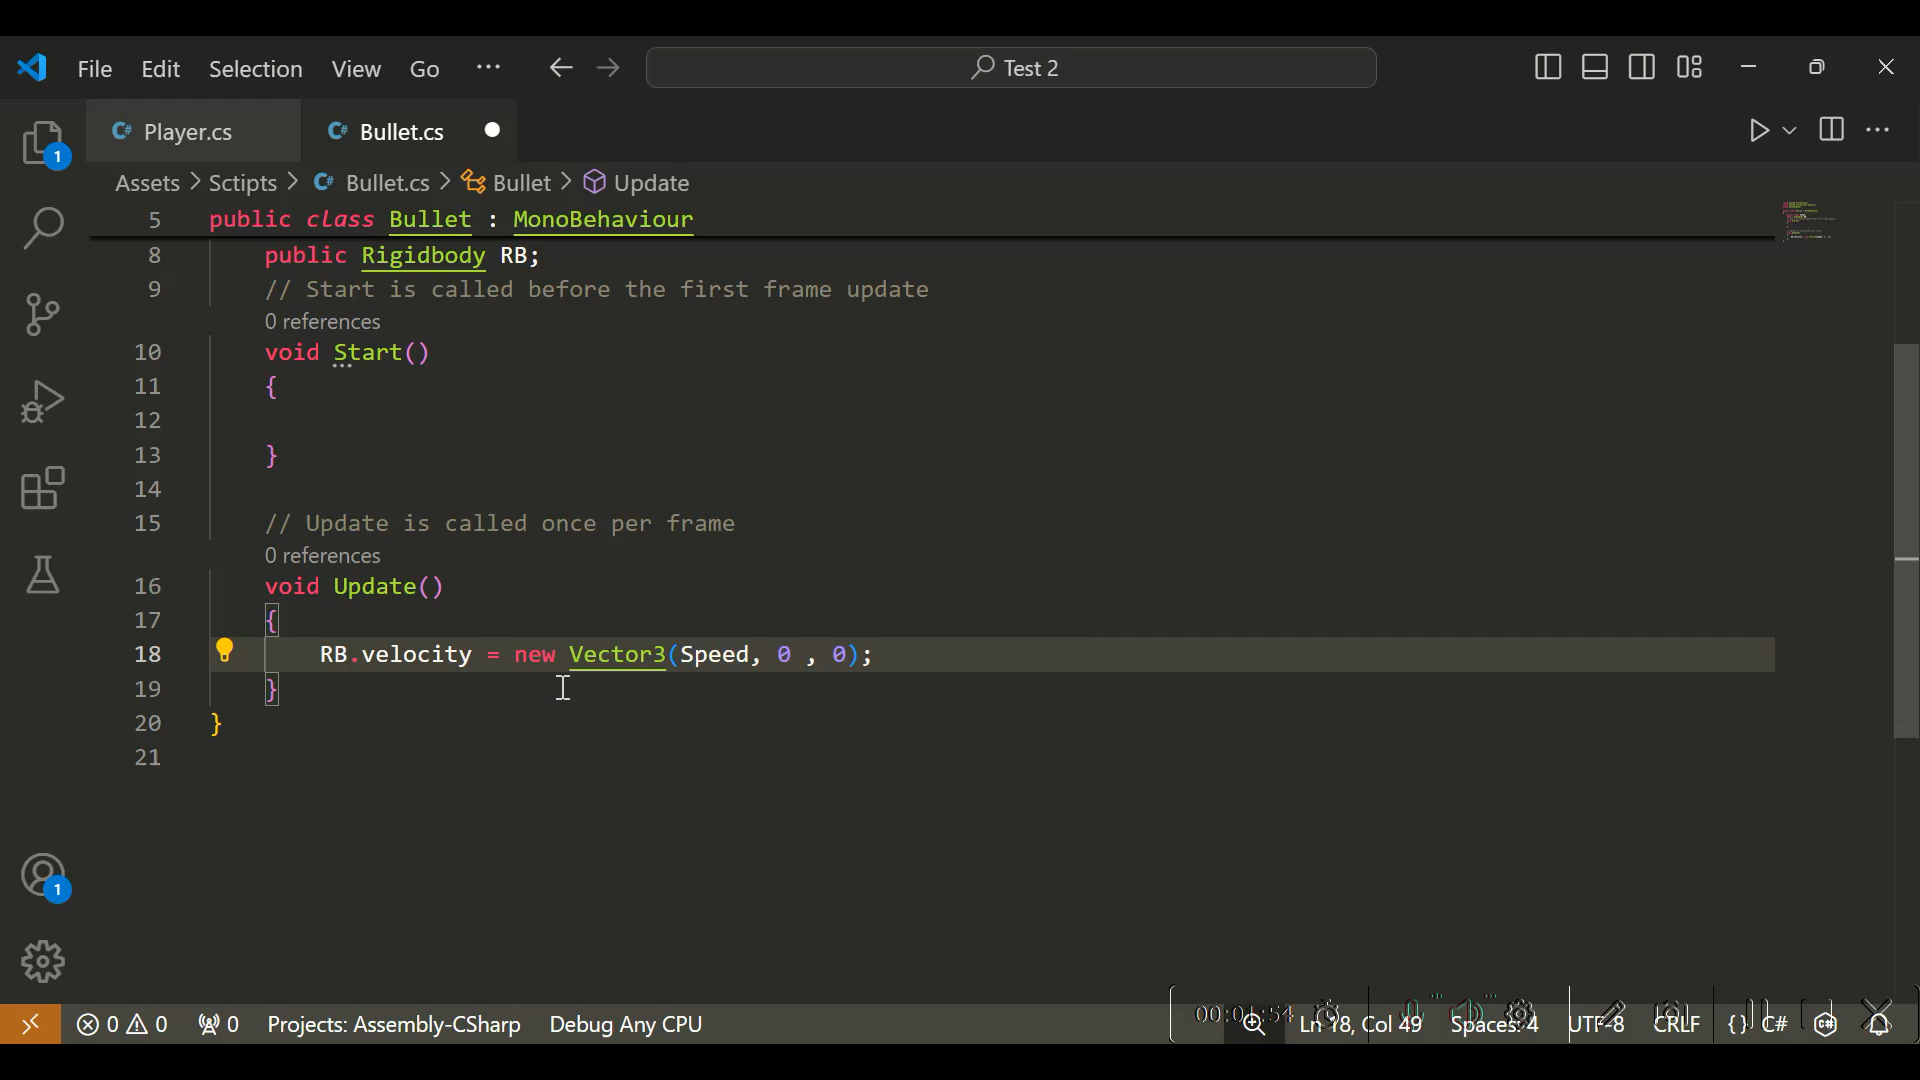 File Edit Selection View Go ··· Test 2
Player.cs Bullet.cs
Assets > Sctipts > Bullet.cs > Bullet > Update
5 public class Bullet : MonoBehaviour
8 public Rigidbody RB;
9 // Start is called before the first frame update
0 references
10 void Start()
11 {
12
13 }
14
15 // Update is called once per frame
0 references
16 void Update()
17 {
18 RB.velocity = new Vector3(Speed, 0 , 0);
19 }
20 }
21
1
1
0 0 0 Projects: Assembly-CSharp Debug Any CPU Ln 18, Col 49 Spaces: 4 UTF-8 CRLF {} C#